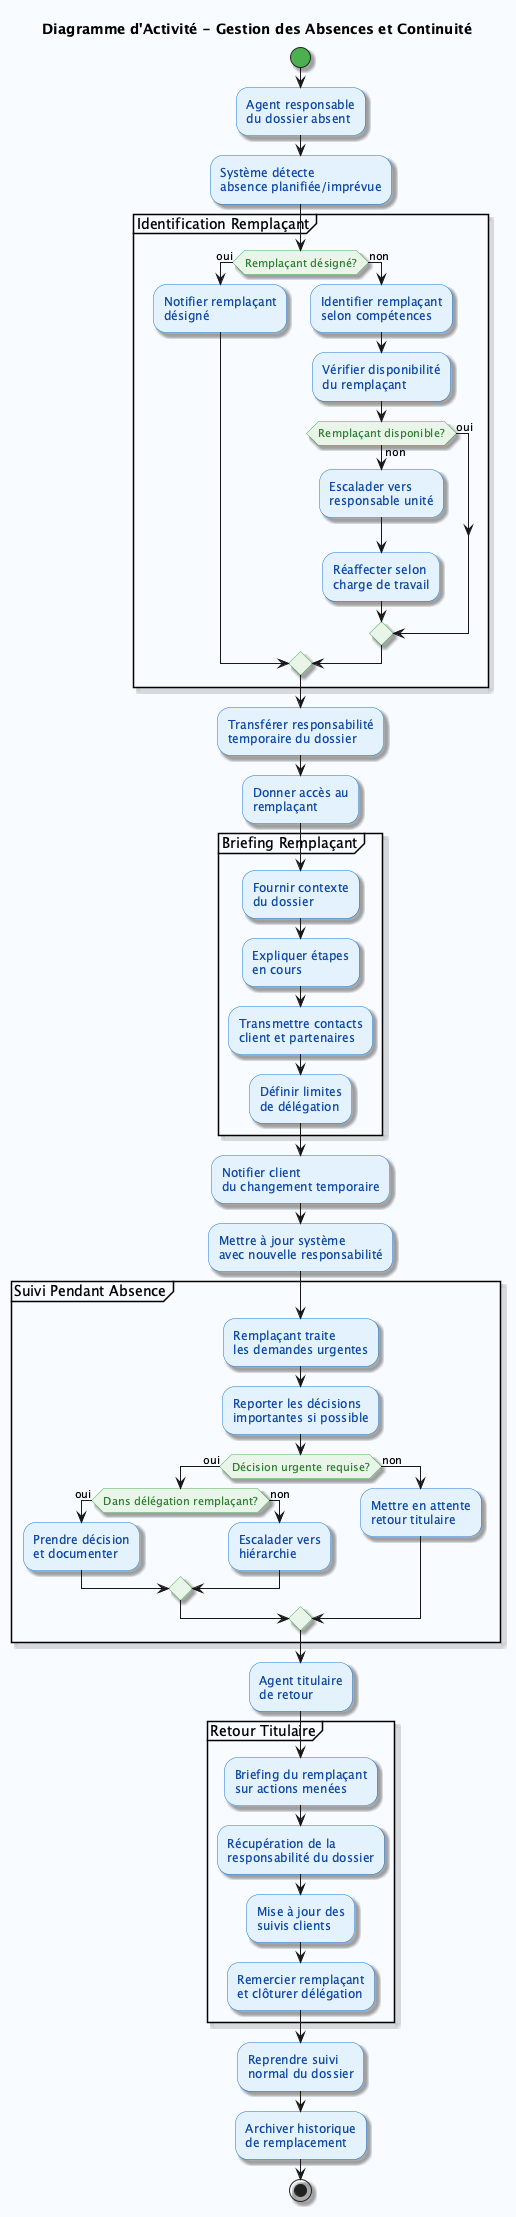 Diagramme d'Activité - Gestion des Absences et Continuité
Agent responsable
du dossier absent
Système détecte
absence planifiée/imprévue
Identification Remplaçant
Remplaçant désigné?
oui
non
Notifier remplaçant
désigné
Identifier remplaçant
selon compétences
Vérifier disponibilité
du remplaçant
Remplaçant disponible?
oui
non
Escalader vers
responsable unité
Réaffecter selon
charge de travail
Transférer responsabilité
temporaire du dossier
Donner accès au
remplaçant
Briefing Remplaçant
Fournir contexte
du dossier
Expliquer étapes
en cours
Transmettre contacts
client et partenaires
Définir limites
de délégation
Notifier client
du changement temporaire
Mettre à jour système
avec nouvelle responsabilité
Suivi Pendant Absence
Remplaçant traite
les demandes urgentes
Reporter les décisions
importantes si possible
Décision urgente requise?
oui
non
Dans délégation remplaçant?
oui
non
Prendre décision
et documenter
Escalader vers
hiérarchie
Mettre en attente
retour titulaire
Agent titulaire
de retour
Retour Titulaire
Briefing du remplaçant
sur actions menées
Récupération de la
responsabilité du dossier
Mise à jour des
suivis clients
Remercier remplaçant
et clôturer délégation
Reprendre suivi
normal du dossier
Archiver historique
de remplacement